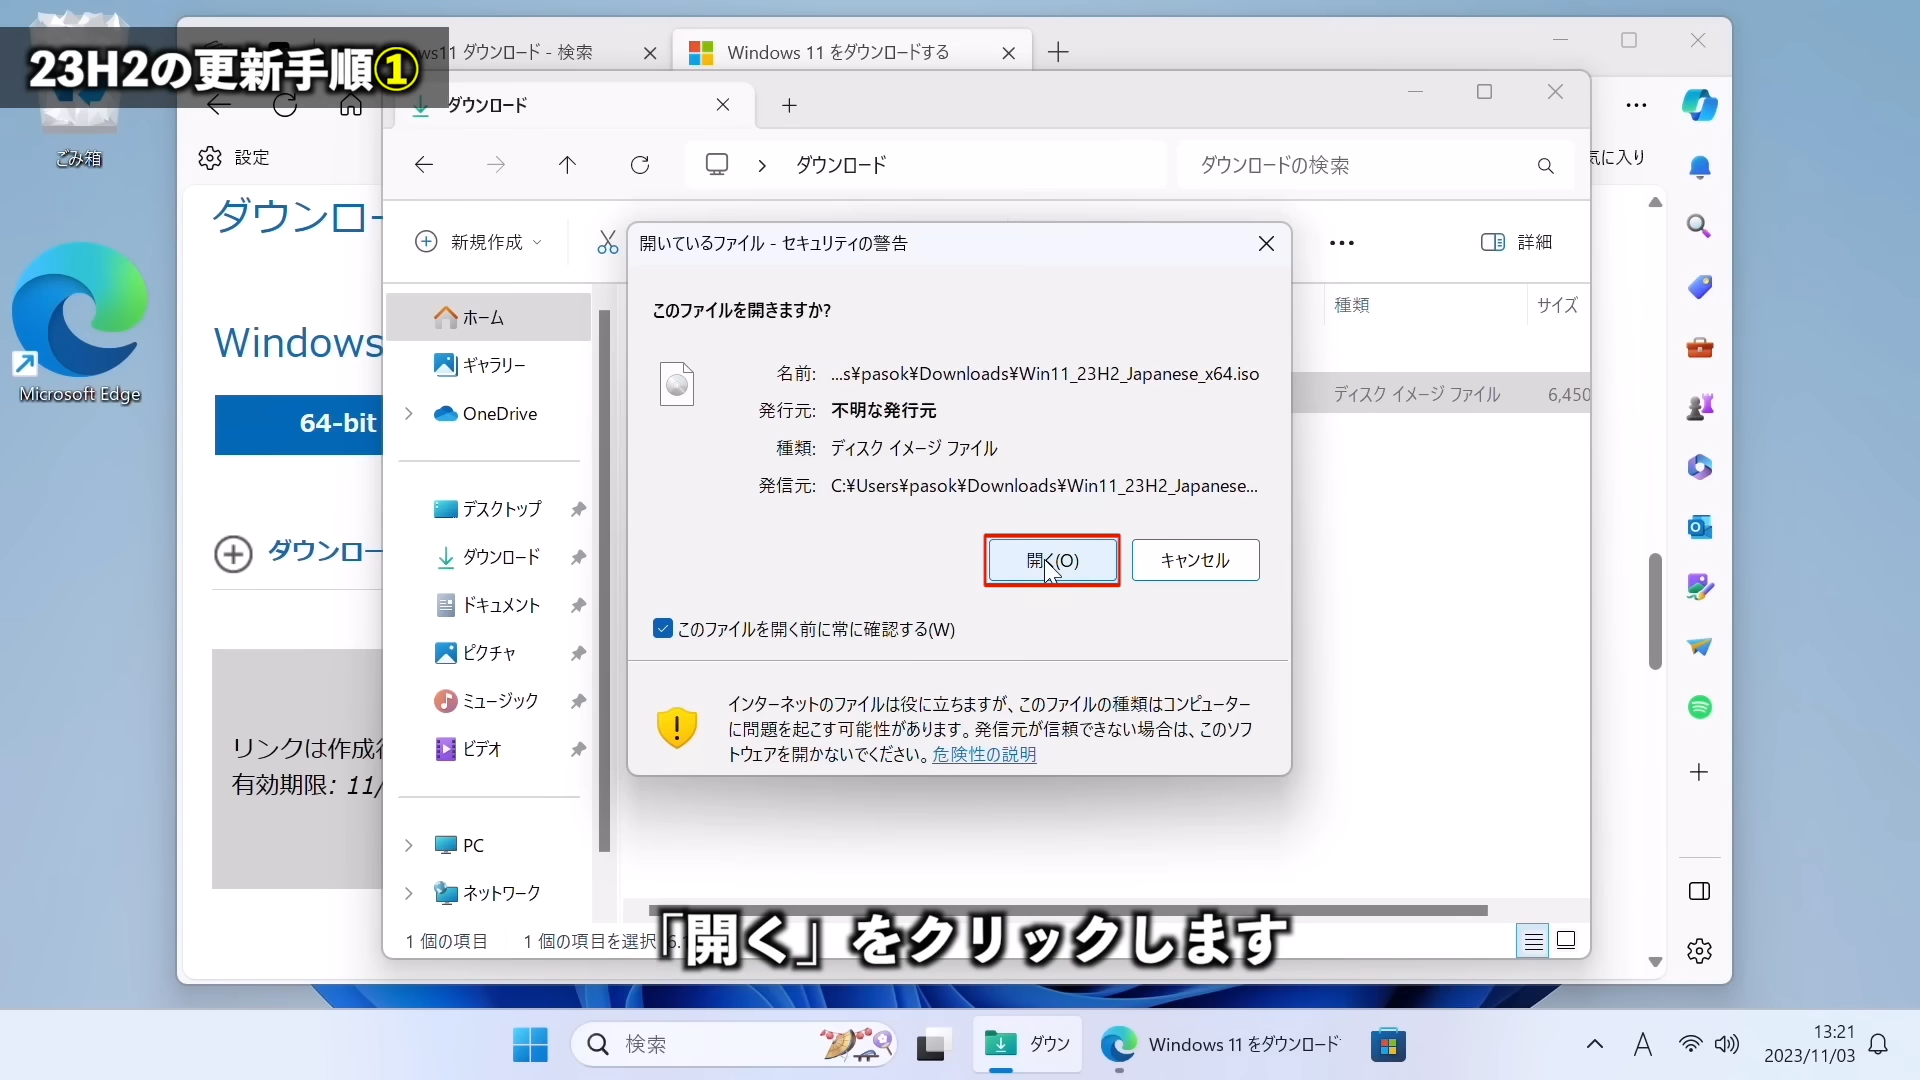 23H2の更新手順①
ws11 ダウンロード - 検索
Windows 11 をダウンロードする
ごみ箱
ダウンロード
設定
ダウンロード
ダウンロードの検索
気に入り
ダウンロー
新規作成
開いているファイル - セキュリティの警告
詳細
このファイルを開きますか?
種類
サイズ
ホーム
Windows
ギャラリー
名前: ...s¥pasok¥Downloads¥Win11_23H2_Japanese_x64.iso
ディスク イメージ ファイル
6,450
Microsoft Edge
OneDrive
発行元: 不明な発行元
64-bit
種類: ディスク イメージ ファイル
発信元: C:¥Users¥pasok¥Downloads¥Win11_23H2_Japanese...
デスクトップ
ダウンロー
ダウンロード
開く(O)
キャンセル
ドキュメント
このファイルを開く前に常に確認する(W)
ピクチャ
ミュージック
インターネットのファイルは役に立ちますが、このファイルの種類はコンピューター
に問題を起こす可能性があります。発信元が信頼できない場合は、このソフ
トウェアを開かないでください。危険性の説明
ビデオ
リンクは作成
有効期限: 11/
PC
ネットワーク
1 個の項目
1 個の項目を選択
「開く」をクリックします
検索
ダウン
Windows 11 をダウンロード
A
13:21
2023/11/03